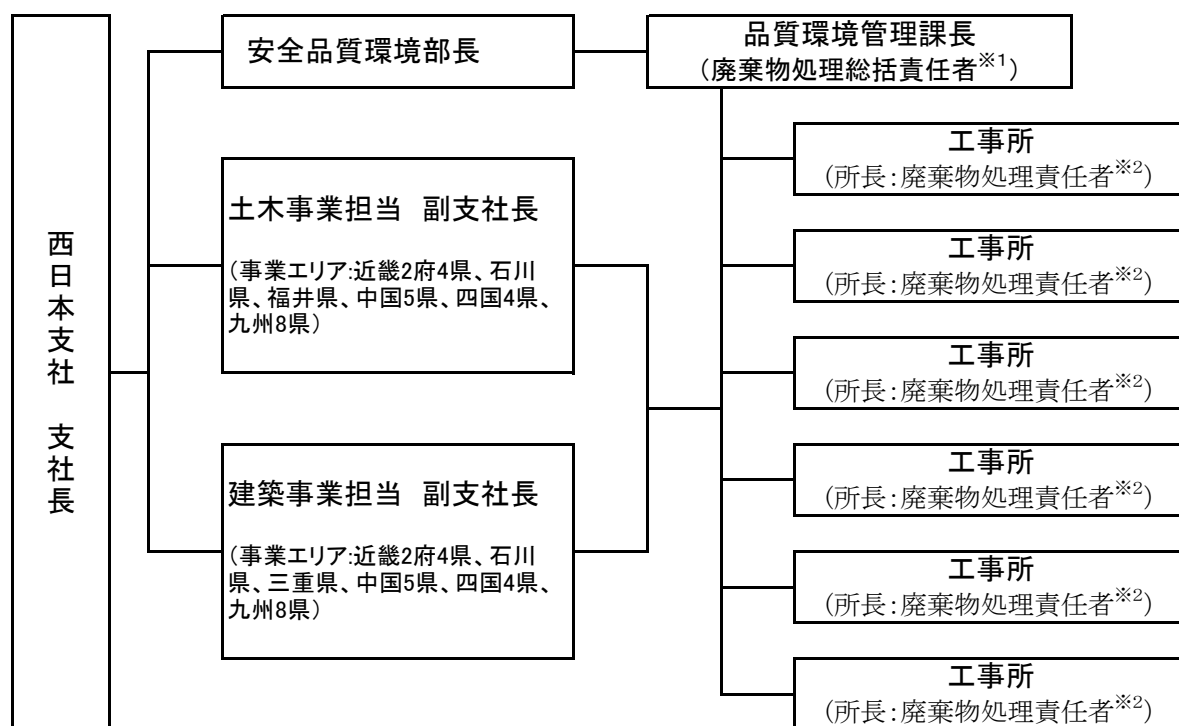 西日本支社　支社長
安全品質環境部長
品質環境管理課長
(廃棄物処理総括責任者※1)
土木事業担当　副支社長
(事業エリア:近畿2府4県、石川
県、福井県、中国5県、四国4県、
九州8県)
建築事業担当　副支社長
(事業エリア:近畿2府4県、石川
県、三重県、中国5県、四国4県、
九州8県)
工事所
(所長:廃棄物処理責任者※2)
工事所
(所長:廃棄物処理責任者※2)
工事所
(所長:廃棄物処理責任者※2)
工事所
(所長:廃棄物処理責任者※2)
工事所
(所長:廃棄物処理責任者※2)
工事所
(所長:廃棄物処理責任者※2)